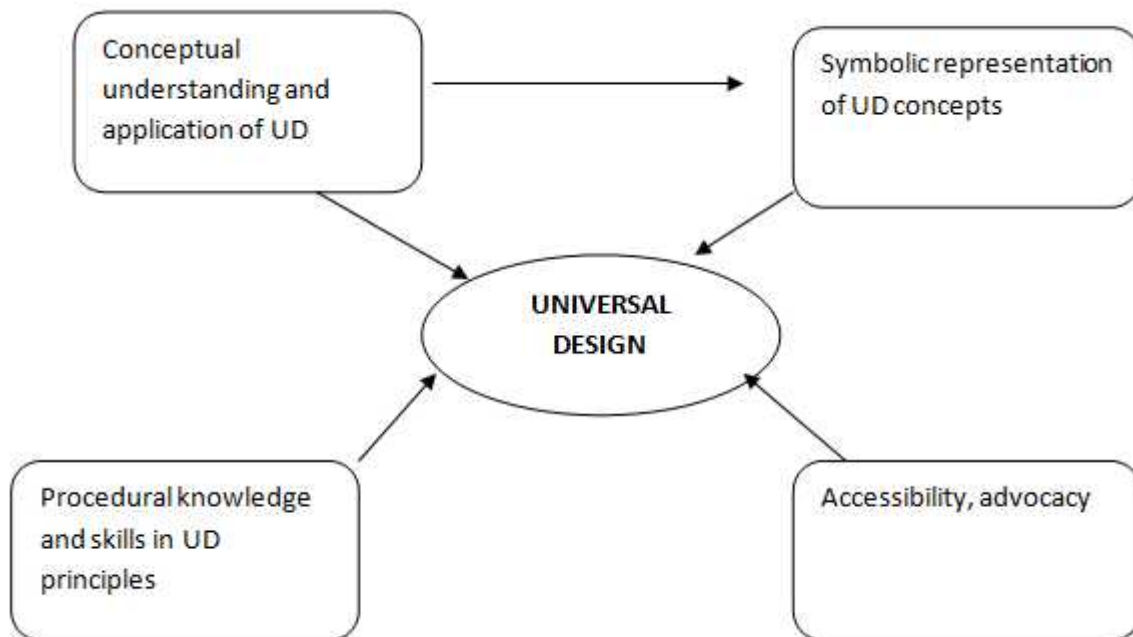 Conceptual
understanding and
application of UD
Symbolic representation
of UD concepts
UNIVERSAL
DESIGN
Procedural knowledge
and skills in UD
principles
Accessibility, advocacy